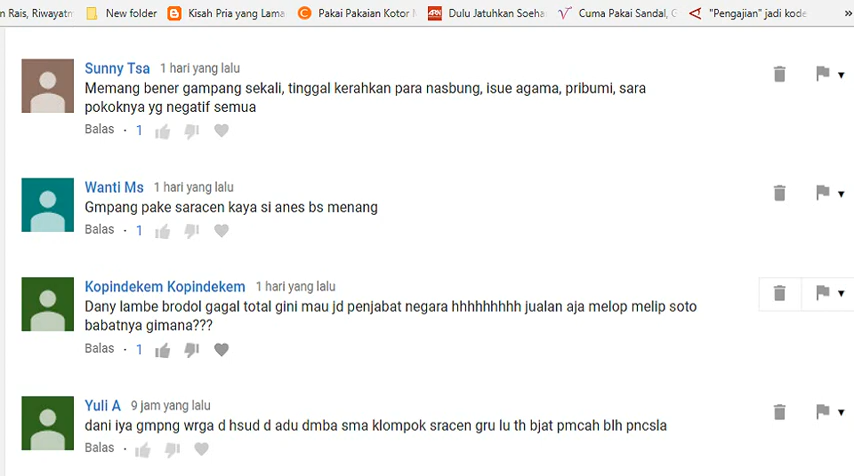 n Rais, Riwayatn New folder Kisah Pria yang Lama Pakai Pakaian Kotor M Dulu Jatuhkan Soeha Cuma Pakai Sandal, G "Pengajian" jadi kode »
Sunny Tsa 1 hari yang lalu
Memang bener gampang sekali, tinggal kerahkan para nasbung, isue agama, pribumi, sara
pokoknya yg negatif semua
Balas · 1
Wanti Ms 1 hari yang lalu
Gmpang pake saracen kaya si anes bs menang
Balas · 1
Kopindekem Kopindekem 1 hari yang lalu
Dany lambe brodol gagal total gini mau jd penjabat negara hhhhhhhhh jualan aja melop melip soto
babatnya gimana???
Balas · 1
Yuli A 9 jam yang lalu
dani iya gmpng wrga d hsud d adu dmba sma klompok sracen gru lu th bjat pmcah blh pncsla
Balas ·